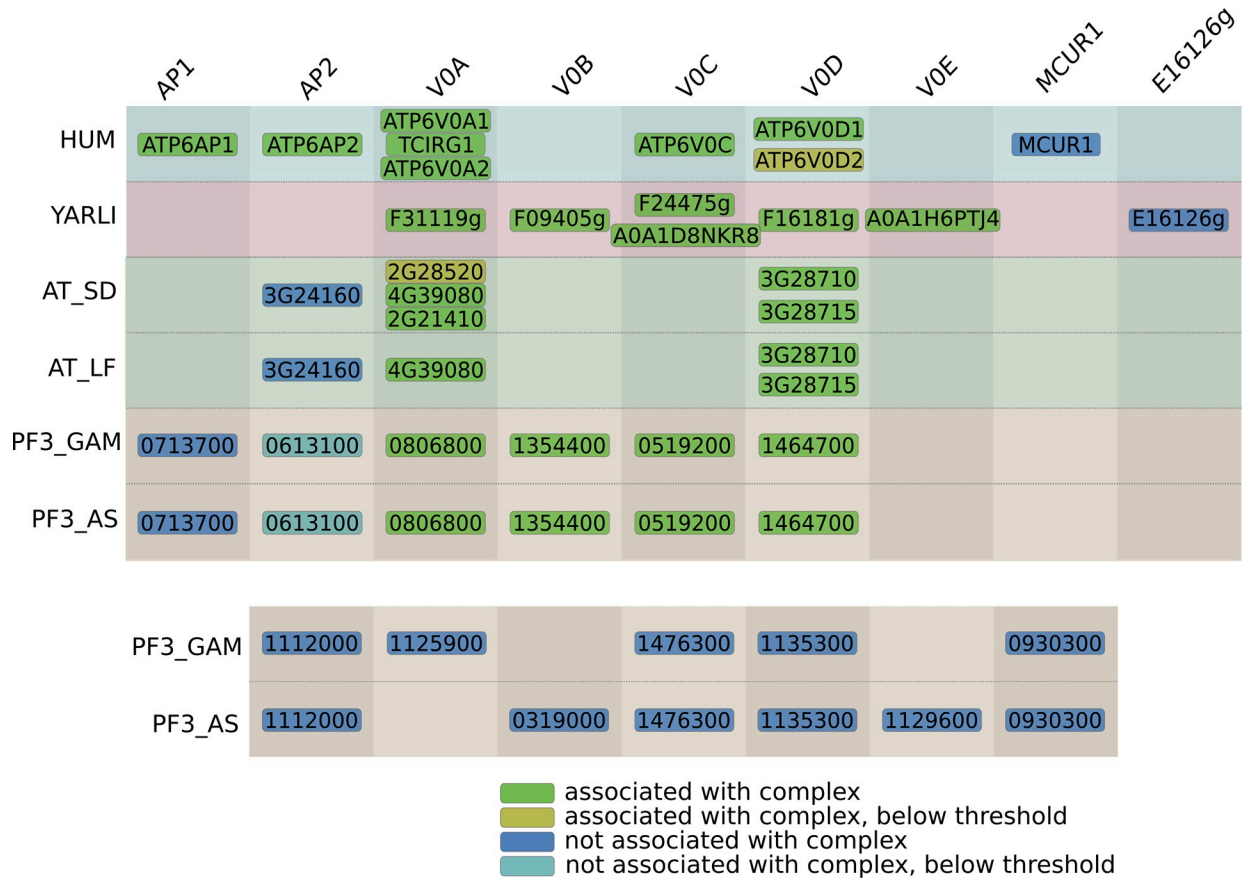 AP1 AP2 V0A V0B V0C V0D V0E MCUR1 E16126g
HUM ATP6AP1 ATP6AP2 ATP6V0A1 TCIRG1 ATP6V0A2 ATP6V0C ATP6V0D1 ATP6V0D2 MCUR1
YARLI F31119g F09405g F24475g A0A1D8NKR8 F16181g A0A1H6PTJ4 E16126g
AT_SD 3G24160 2G28520 4G39080 2G21410 3G28710 3G28715
AT_LF 3G24160 4G39080 3G28710 3G28715
PF3_GAM 0713700 0613100 0806800 1354400 0519200 1464700
PF3_AS 0713700 0613100 0806800 1354400 0519200 1464700
PF3_GAM 1112000 1125900 1476300 1135300 0930300
PF3_AS 1112000 0319000 1476300 1135300 1129600 0930300
associated with complex
associated with complex, below threshold
not associated with complex
not associated with complex, below threshold